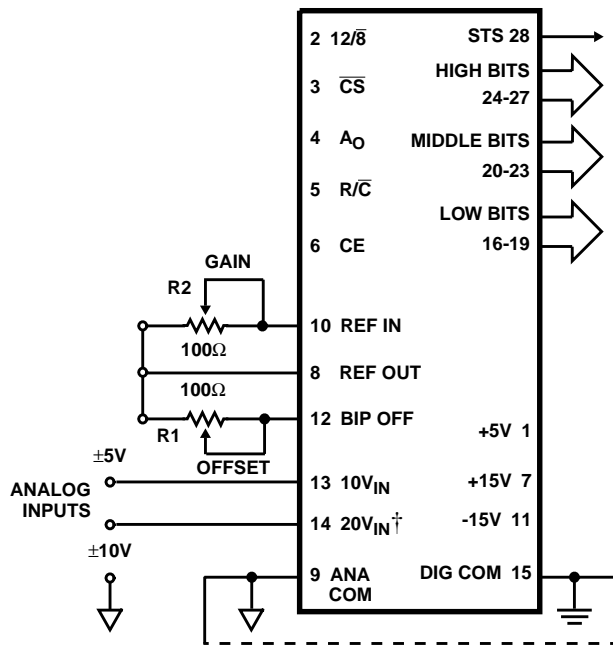 2 12/8̅
STS 28
HIGH BITS
24-27
3 C̅S̅
4 AO
MIDDLE BITS
20-23
5 R/C̅
LOW BITS
16-19
6 CE
GAIN
R2
100Ω
10 REF IN
8 REF OUT
100Ω
R1
OFFSET
12 BIP OFF
+5V 1
±5V
13 10VIN
+15V 7
ANALOG
INPUTS
14 20VIN†
-15V 11
±10V
9 ANA
COM
DIG COM 15